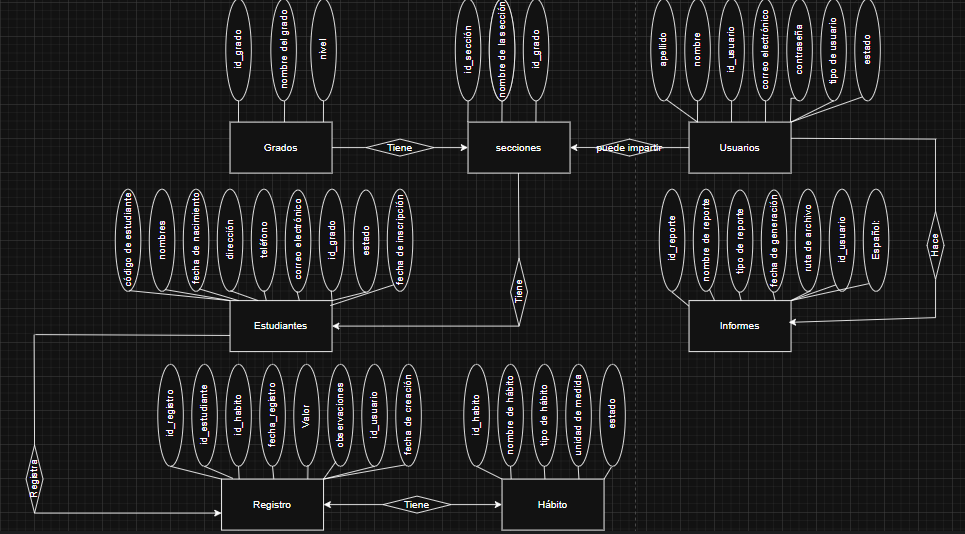 id_grado
nombre del grado
nivel
id_sección
nombre de la sección
id_grado
apellido
nombre
id_usuario
correo electrónico
contraseña
tipo de usuario
estado
Grados
Tiene
secciones
puede impartir
Usuarios
código de estudiante
nombres
fecha de nacimiento
dirección
teléfono
correo electrónico
id_grado
estado
fecha de inscripción
id_reporte
nombre de reporte
tipo de reporte
fecha de generación
ruta de archivo
id_usuario
Español:
Hace
Tiene
Estudiantes
Informes
id_registro
id_estudiante
id_habito
fecha_registro
Valor
observaciones
id_usuario
fecha de creación
id_habito
nombre de hábito
tipo de hábito
unidad de medida
estado
Registra
Registro
Tiene
Hábito